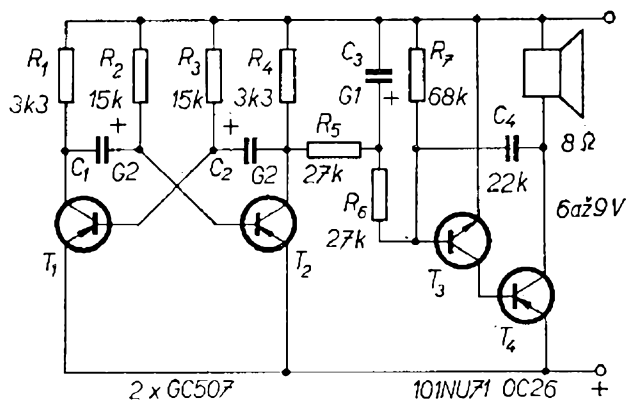 R1
3k3
R2
15k
R3
15k
R4
3k3
C3
G1
+
R7
68k
C4
22k
8Ω
+
C1
G2
+
C2
G2
R5
27k
R6
27k
6až9V
T1
T2
T3
T4
2 x GC507
101NU71
OC26
+